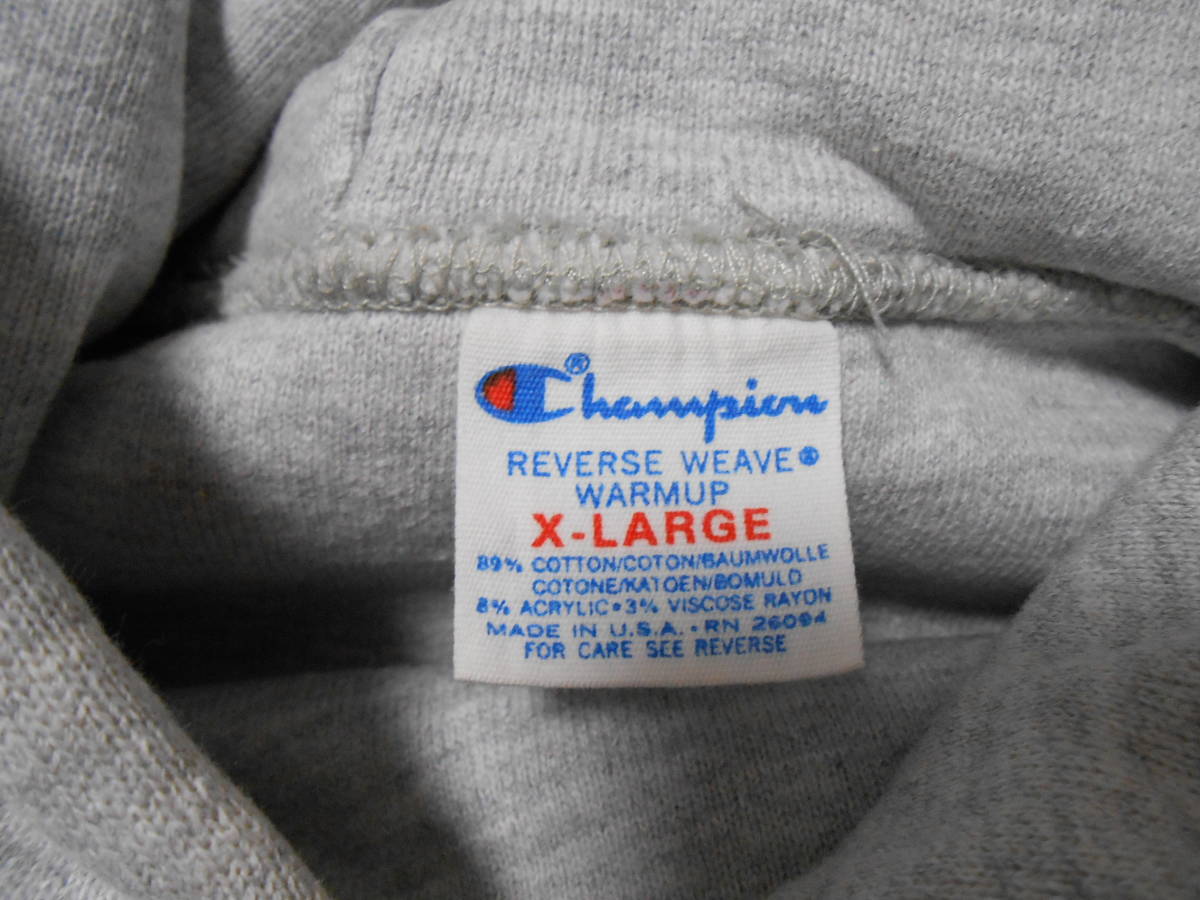 Champion®
REVERSE WEAVE®
WARMUP
X-LARGE
89% COTTON/COTON/BAUMWOLLE
COTONE/KATOEN/BOMULD
8% ACRYLIC•3% VISCOSE RAYON
MADE IN U.S.A. • RN 26094
FOR CARE SEE REVERSE